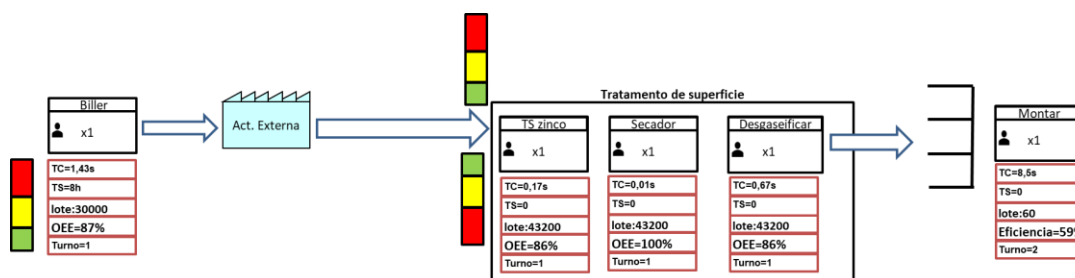 Tratamento de superficie
Biller
x1
TC=1,43s
TS=8h
lote:30000
OEE=87%
Turno=1
Act. Externa
TS zinco
x1
TC=0,17s
TS=0
lote:43200
OEE=86%
Turno=1
Secador
x1
TC=0,01s
TS=0
lote:43200
OEE=100%
Turno=1
Desgaseificar
x1
TC=0,67s
TS=0
lote:43200
OEE=86%
Turno=1
Montar
x1
TC=8,5s
TS=0
lote:60
Eficiencia=59%
Turno=2